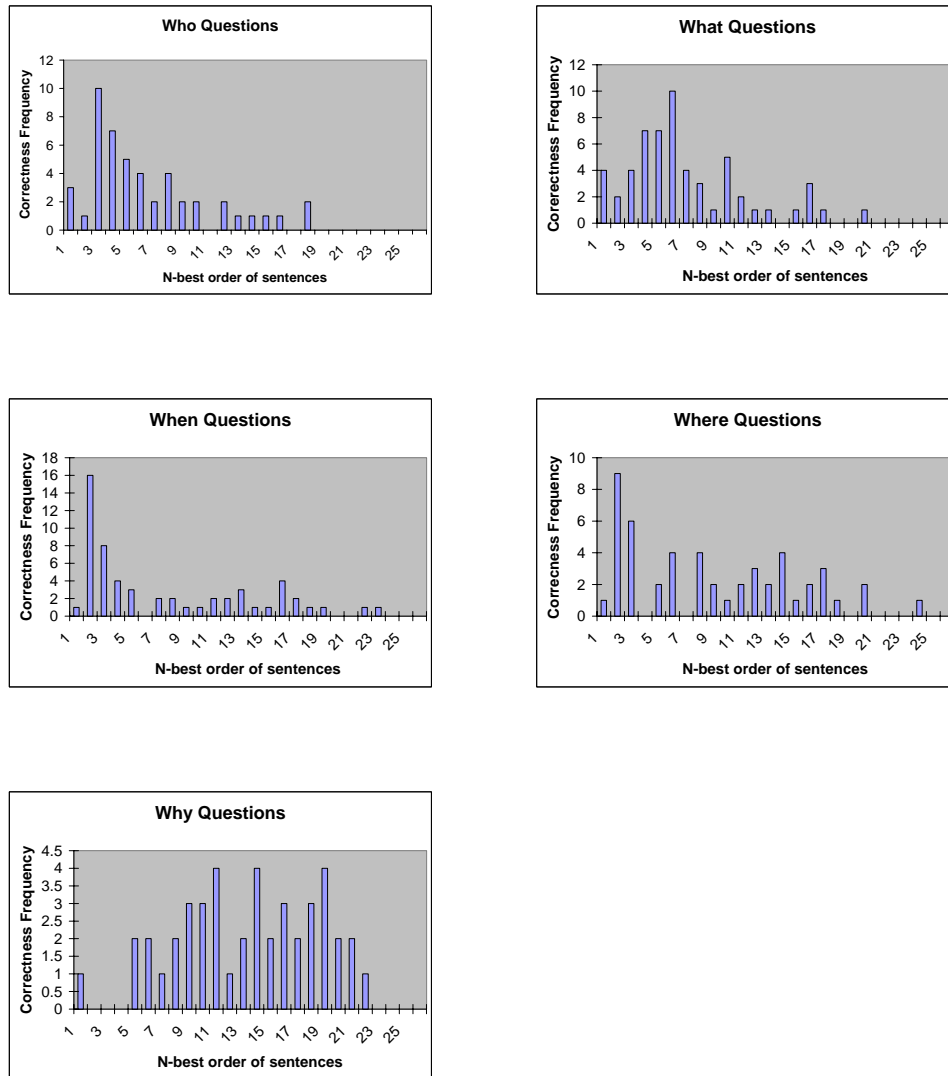 Who Questions
12
10
8
6
4
2
0
Correctness Frequency
1 3 5 7 9 11 13 15 17 19 21 23 25
N-best order of sentences
What Questions
12
10
8
6
4
2
0
Corerectness Frequency
1 3 5 7 9 11 13 15 17 19 21 23 25
N-best order of sentences
When Questions
18
16
14
12
10
8
6
4
2
0
Correctness Frequency
1 3 5 7 9 11 13 15 17 19 21 23 25
N-best order of sentences
Where Questions
10
8
6
4
2
0
Correcness Frequency
1 3 5 7 9 11 13 15 17 19 21 23 25
N-best order of sentences
Why Questions
4.5
4
3.5
3
2.5
2
1.5
1
0.5
0
Correctness Frequency
1 3 5 7 9 11 13 15 17 19 21 23 25
N-best order of sentences